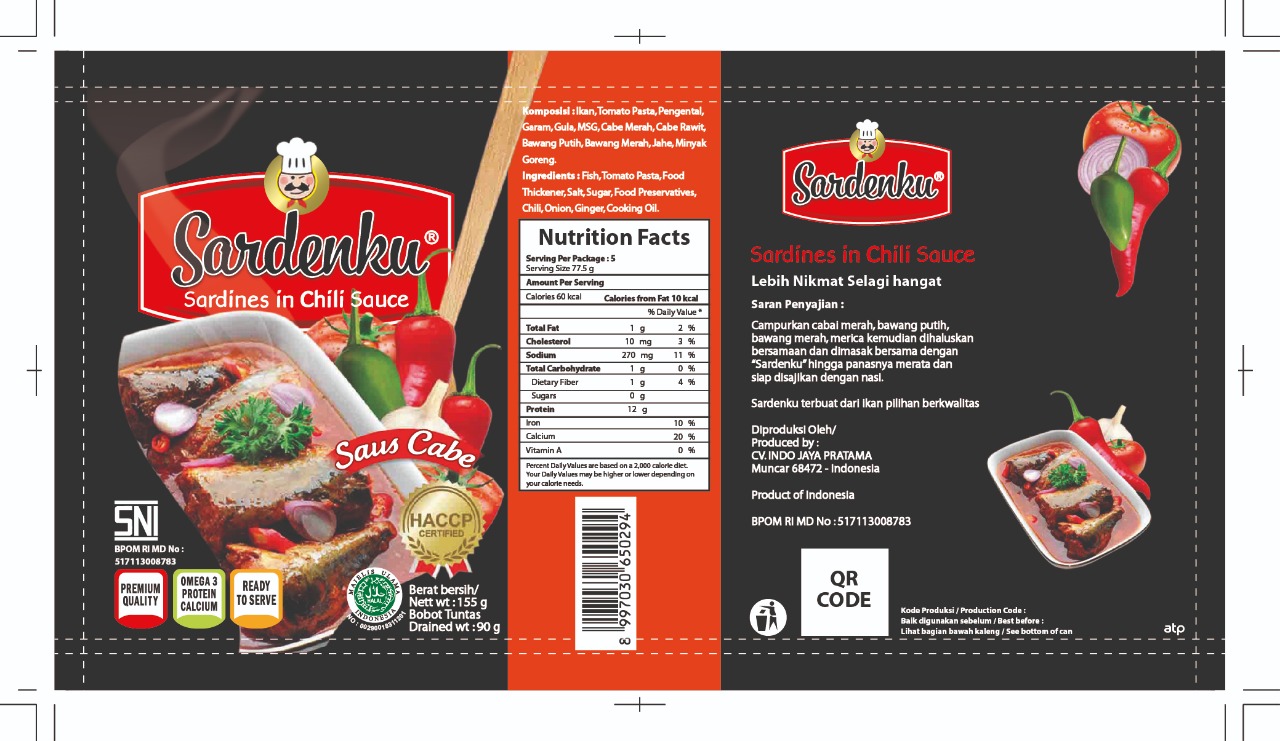 Sardenku®
Sardines in Chili Sauce
Saus Cabe
HACCP
CERTIFIED
SNI
BPOM RI MD No :
517113008783
PREMIUM
QUALITY
OMEGA 3
PROTEIN
CALCIUM
READY
TO SERVE
MAJELIS ULAMA
HALAL
INDONESIA
Berat bersih/
Nett wt : 155 g
Bobot Tuntas
Drained wt : 90 g
Komposisi : Ikan, Tomato Pasta, Pengental,
Garam, Gula, MSG, Cabe Merah, Cabe Rawit,
Bawang Putih, Bawang Merah, Jahe, Minyak
Goreng.
Ingredients : Fish, Tomato Pasta, Food
Thickener, Salt, Sugar, Food Preservatives,
Chili, Onion, Ginger, Cooking Oil.
Nutrition Facts
Serving Per Package : 5
Serving Size 77.5 g
Amount Per Serving
Calories 60 kcal Calories from Fat 10 kcal
% Daily Value *
Total Fat 1 g 2 %
Cholesterol 10 mg 3 %
Sodium 270 mg 11 %
Total Carbohydrate 1 g 0 %
Dietary Fiber 1 g 4 %
Sugars 0 g
Protein 12 g
Iron 10 %
Calcium 20 %
Vitamin A 0 %
Percent Daily Values are based on a 2,000 calorie diet.
Your Daily Values may be higher or lower depending on
your calorie needs.
8 997030 650294
Sardenku®
Sardines in Chili Sauce
Lebih Nikmat Selagi hangat
Saran Penyajian :
Campurkan cabai merah, bawang putih,
bawang merah, merica kemudian dihaluskan
bersamaan dan dimasak bersama dengan
“Sardenku” hingga panasnya merata dan
siap disajikan dengan nasi.
Sardenku terbuat dari ikan pilihan berkwalitas
Diproduksi Oleh/
Produced by :
CV. INDO JAYA PRATAMA
Muncar 68472 - Indonesia
Product of Indonesia
BPOM RI MD No : 517113008783
QR
CODE
Kode Produksi / Production Code :
Baik digunakan sebelum / Best before :
Lihat bagian bawah kaleng / See bottom of can
atp